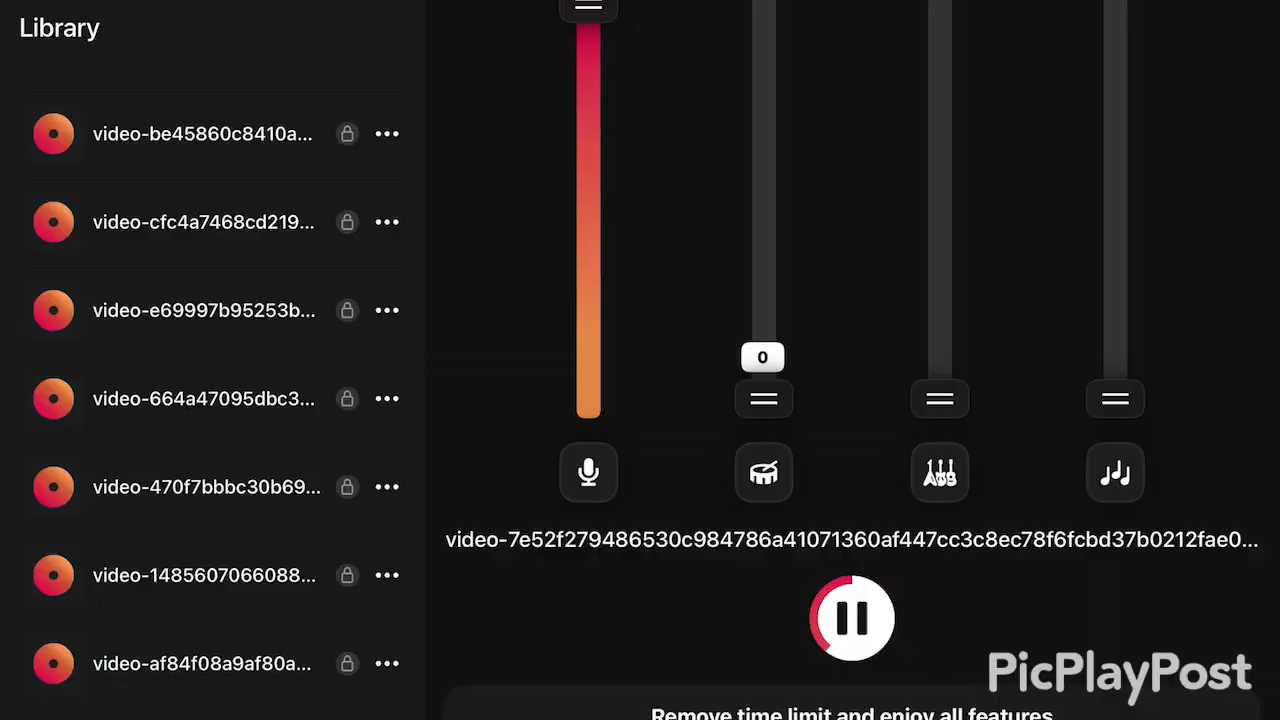 Library
video-be45860c8410a...
video-cfc4a7468cd219...
video-e69997b95253b...
video-664a47095dbc3...
video-470f7bbbc30b69...
video-1485607066088...
video-af84f08a9af80a...
0
video-7e52f279486530c984786a41071360af447cc3c8ec78f6fcbd37b0212fae0...
PicPlayPost
Remove time limit and enjoy all features